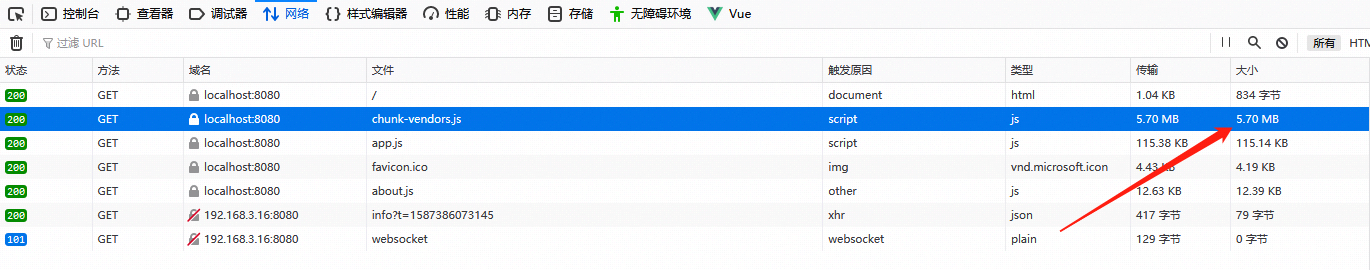 控制台 查看器 调试器 网络 样式编辑器 性能 内存 存储 无障碍环境 Vue
过滤 URL 所有 HTM
状态 方法 域名 文件 触发原因 类型 传输 大小
200 GET localhost:8080 / document html 1.04 KB 834 字节
200 GET localhost:8080 chunk-vendors.js script js 5.70 MB 5.70 MB
200 GET localhost:8080 app.js script js 115.38 KB 115.14 KB
200 GET localhost:8080 favicon.ico img vnd.microsoft.icon 4.43 KB 4.19 KB
200 GET localhost:8080 about.js other js 12.63 KB 12.39 KB
200 GET 192.168.3.16:8080 info?t=1587386073145 xhr json 417 字节 79 字节
101 GET 192.168.3.16:8080 websocket websocket plain 129 字节 0 字节